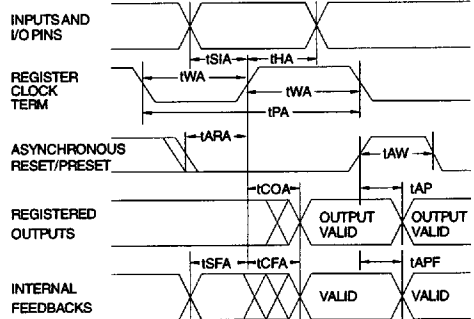 INPUTS AND
I/O PINS
tSIA tHA
REGISTER
CLOCK
TERM
tWA
tWA
tPA
ASYNCHRONOUS
RESET/PRESET
tARA
tAW
tCOA
tAP
REGISTERED
OUTPUTS
OUTPUT
VALID
OUTPUT
VALID
tSFA tCFA
tAPF
INTERNAL
FEEDBACKS
VALID
VALID